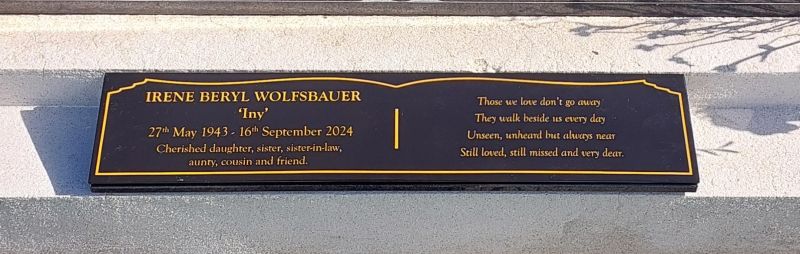 IRENE BERYL WOLFSBAUER
'Iny'
27th May 1943 - 16th September 2024
Cherished daughter, sister, sister-in-law,
aunty, cousin and friend.
Those we love don't go away
They walk beside us every day
Unseen, unheard but always near
Still loved, still missed and very dear.